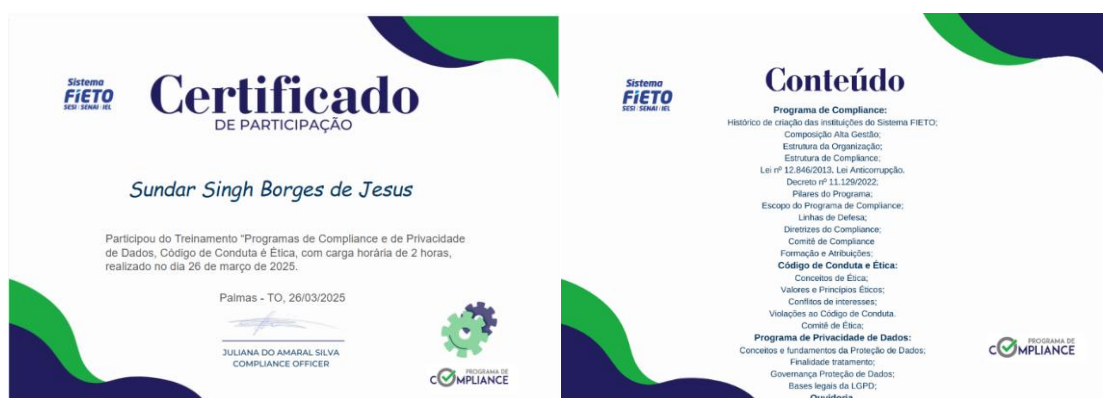 Sistema
FIETO
SESI SENAI IEL
Certificado
DE PARTICIPAÇÃO
Sundar Singh Borges de Jesus
Participou do Treinamento "Programas de Compliance e de Privacidade
de Dados, Código de Conduta é Ética, com carga horária de 2 horas,
realizado no dia 26 de março de 2025.
Palmas - TO, 26/03/2025
JULIANA DO AMARAL SILVA
COMPLIANCE OFFICER
PROGRAMA DE
COMPLIANCE
Sistema
FIETO
SESI SENAI IEL
Conteúdo
Programa de Compliance:
Histórico de criação das instituições do Sistema FIETO;
Composição Alta Gestão;
Estrutura da Organização;
Estrutura de Compliance;
Lei nº 12.846/2013. Lei Anticorrupção.
Decreto nº 11.129/2022;
Pilares do Programa;
Escopo do Programa de Compliance;
Linhas de Defesa;
Diretrizes do Compliance;
Comitê de Compliance
Formação e Atribuições;
Código de Conduta e Ética:
Conceitos de Ética;
Valores e Princípios Éticos;
Conflitos de interesses;
Violações ao Código de Conduta.
Comitê de Ética;
Programa de Privacidade de Dados:
Conceitos e fundamentos da Proteção de Dados;
Finalidade tratamento;
Governança Proteção de Dados;
Bases legais da LGPD;
Ouvidoria
PROGRAMA DE
COMPLIANCE